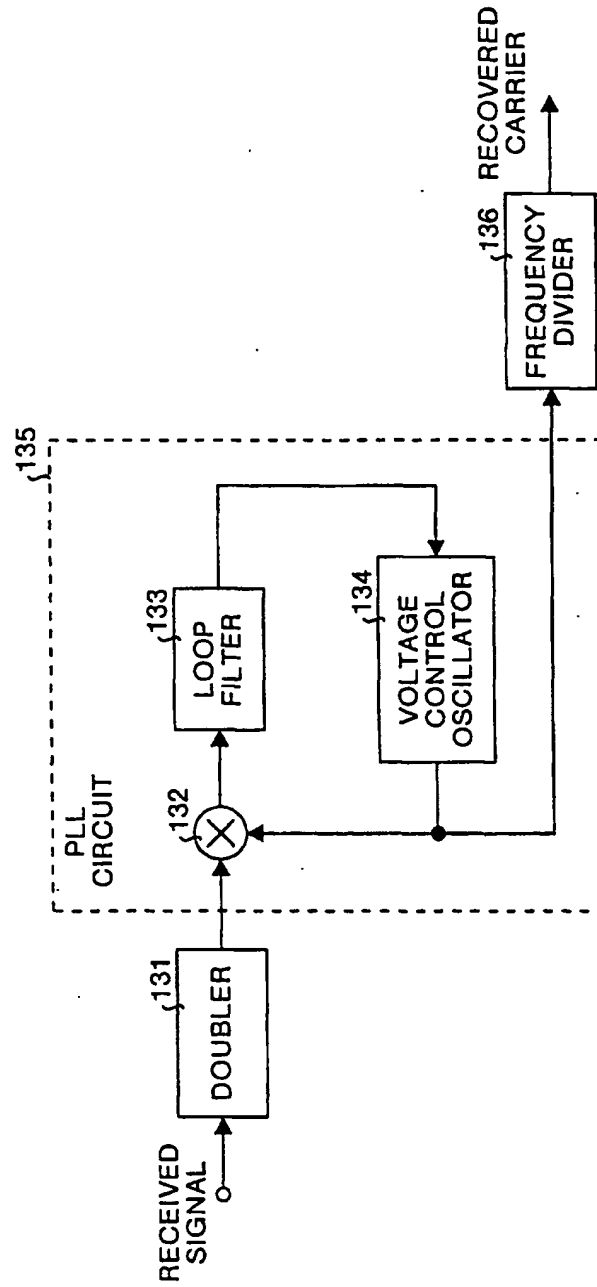 RECEIVED
SIGNAL
131
DOUBLER
PLL
CIRCUIT
135
132
133
LOOP
FILTER
134
VOLTAGE
CONTROL
OSCILLATOR
136
FREQUENCY
DIVIDER
RECOVERED
CARRIER